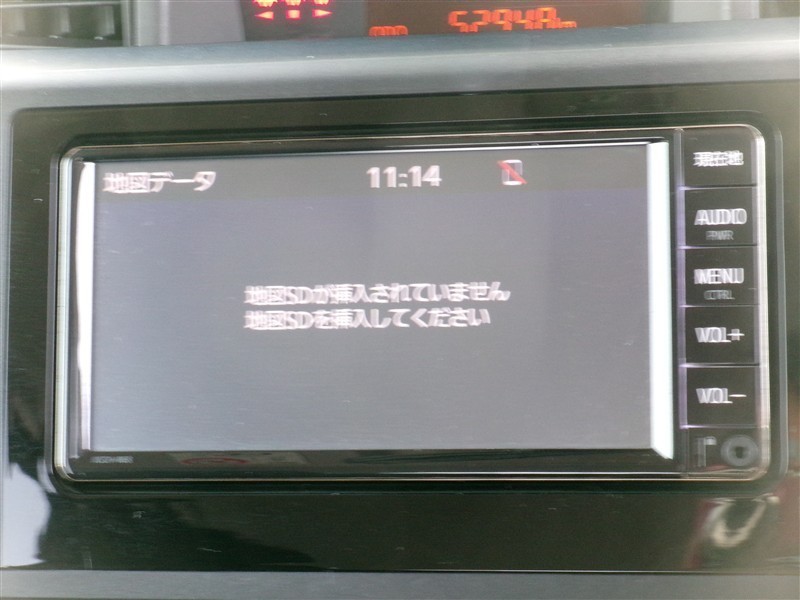 52948km
地図データ 11:14
地図SDが挿入されていません
地図SDを挿入してください
現在地
AUDIO
PWR
MENU
CTRL
VOL+
VOL-